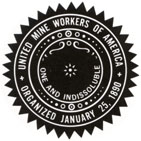 UNITED MINE WORKERS OF AMERICA
ONE AND INDISSOLUBLE
ORGANIZED JANUARY 25, 1890